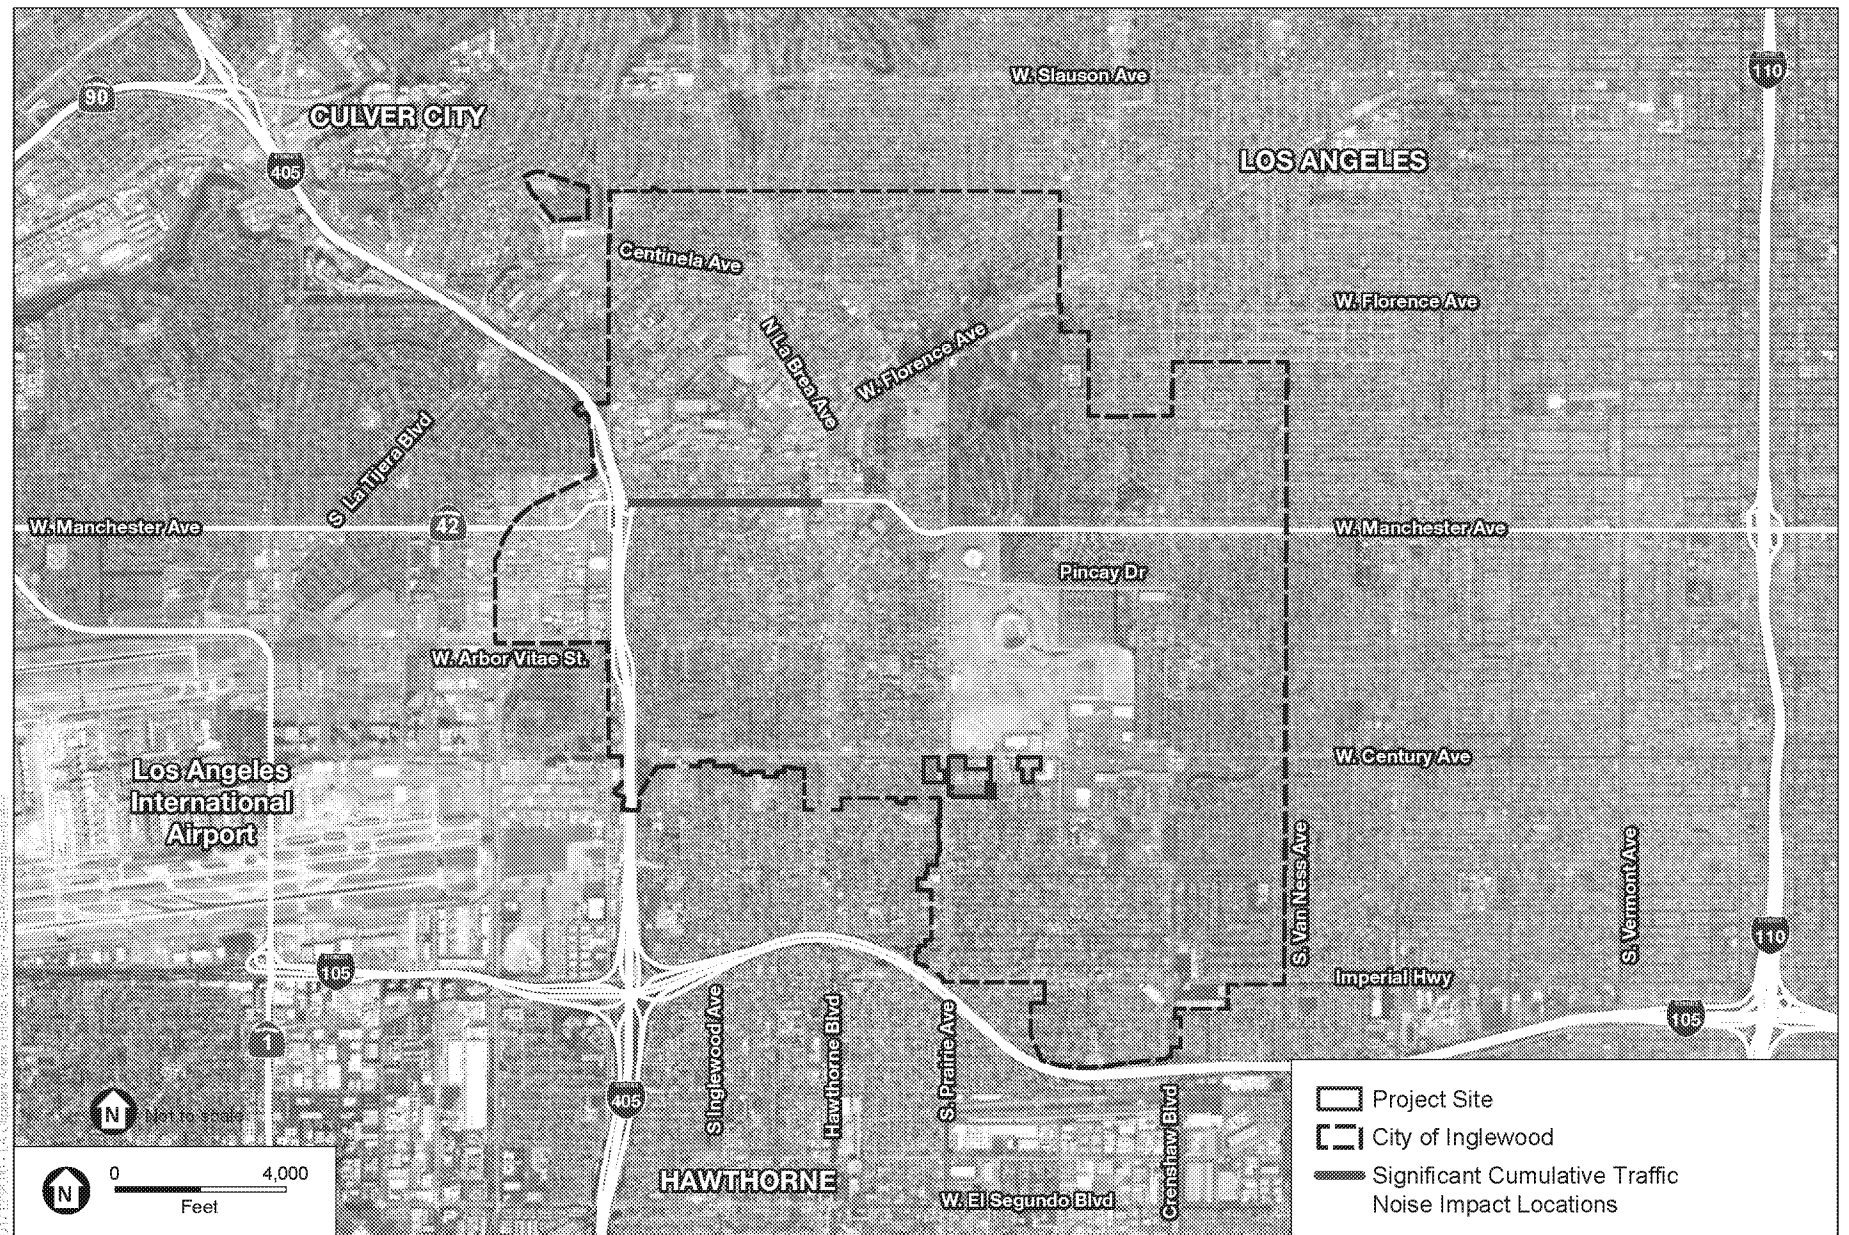 W. Slauson Ave
110
90
CULVER CITY
LOS ANGELES
405
Centinela Ave
W. Florence Ave
N La Brea Ave
W. Florence Ave
S La Tijera Blvd
W. Manchester Ave
42
W. Manchester Ave
Pincay Dr
W. Arbor Vitae St.
W. Century Ave
Los Angeles
International
Airport
S. Van Ness Ave
S. Vermont Ave
110
105
Imperial Hwy
105
1
S Inglewood Ave
Hawthorne Blvd
S. Prairie Ave
405
Crenshaw Blvd
N
Not to scale
HAWTHORNE
W. El Segundo Blvd
N
0
4,000
Feet
Project Site
City of Inglewood
Significant Cumulative Traffic
Noise Impact Locations